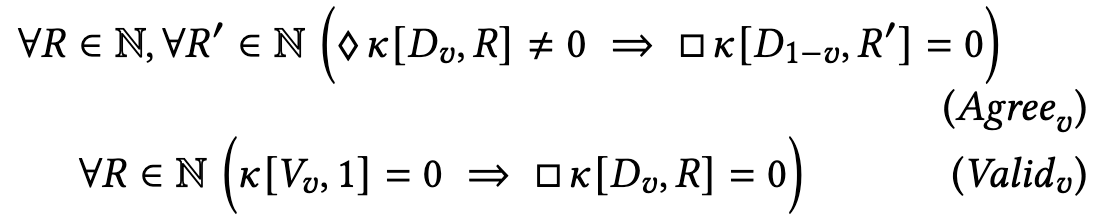 ∀R ∈ ℕ, ∀R′ ∈ ℕ (◊ κ[D_v, R] ≠ 0 ⟹ □ κ[D_{1−v}, R′] = 0)
(Agree_v)
∀R ∈ ℕ (κ[V_v, 1] = 0 ⟹ □ κ[D_v, R] = 0) (Valid_v)